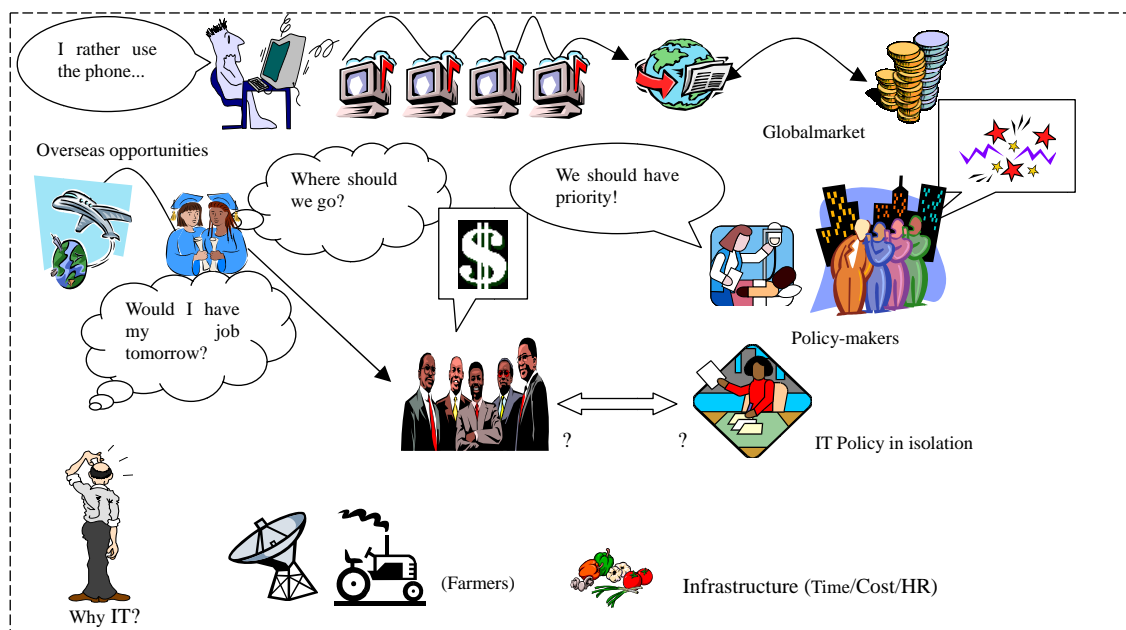 I rather use
the phone...
Globalmarket
Overseas opportunities
Where should
we go?
We should have
priority!
$
Would I have
my job
tomorrow?
Policy-makers
? ?
IT Policy in isolation
(Farmers)
Infrastructure (Time/Cost/HR)
Why IT?